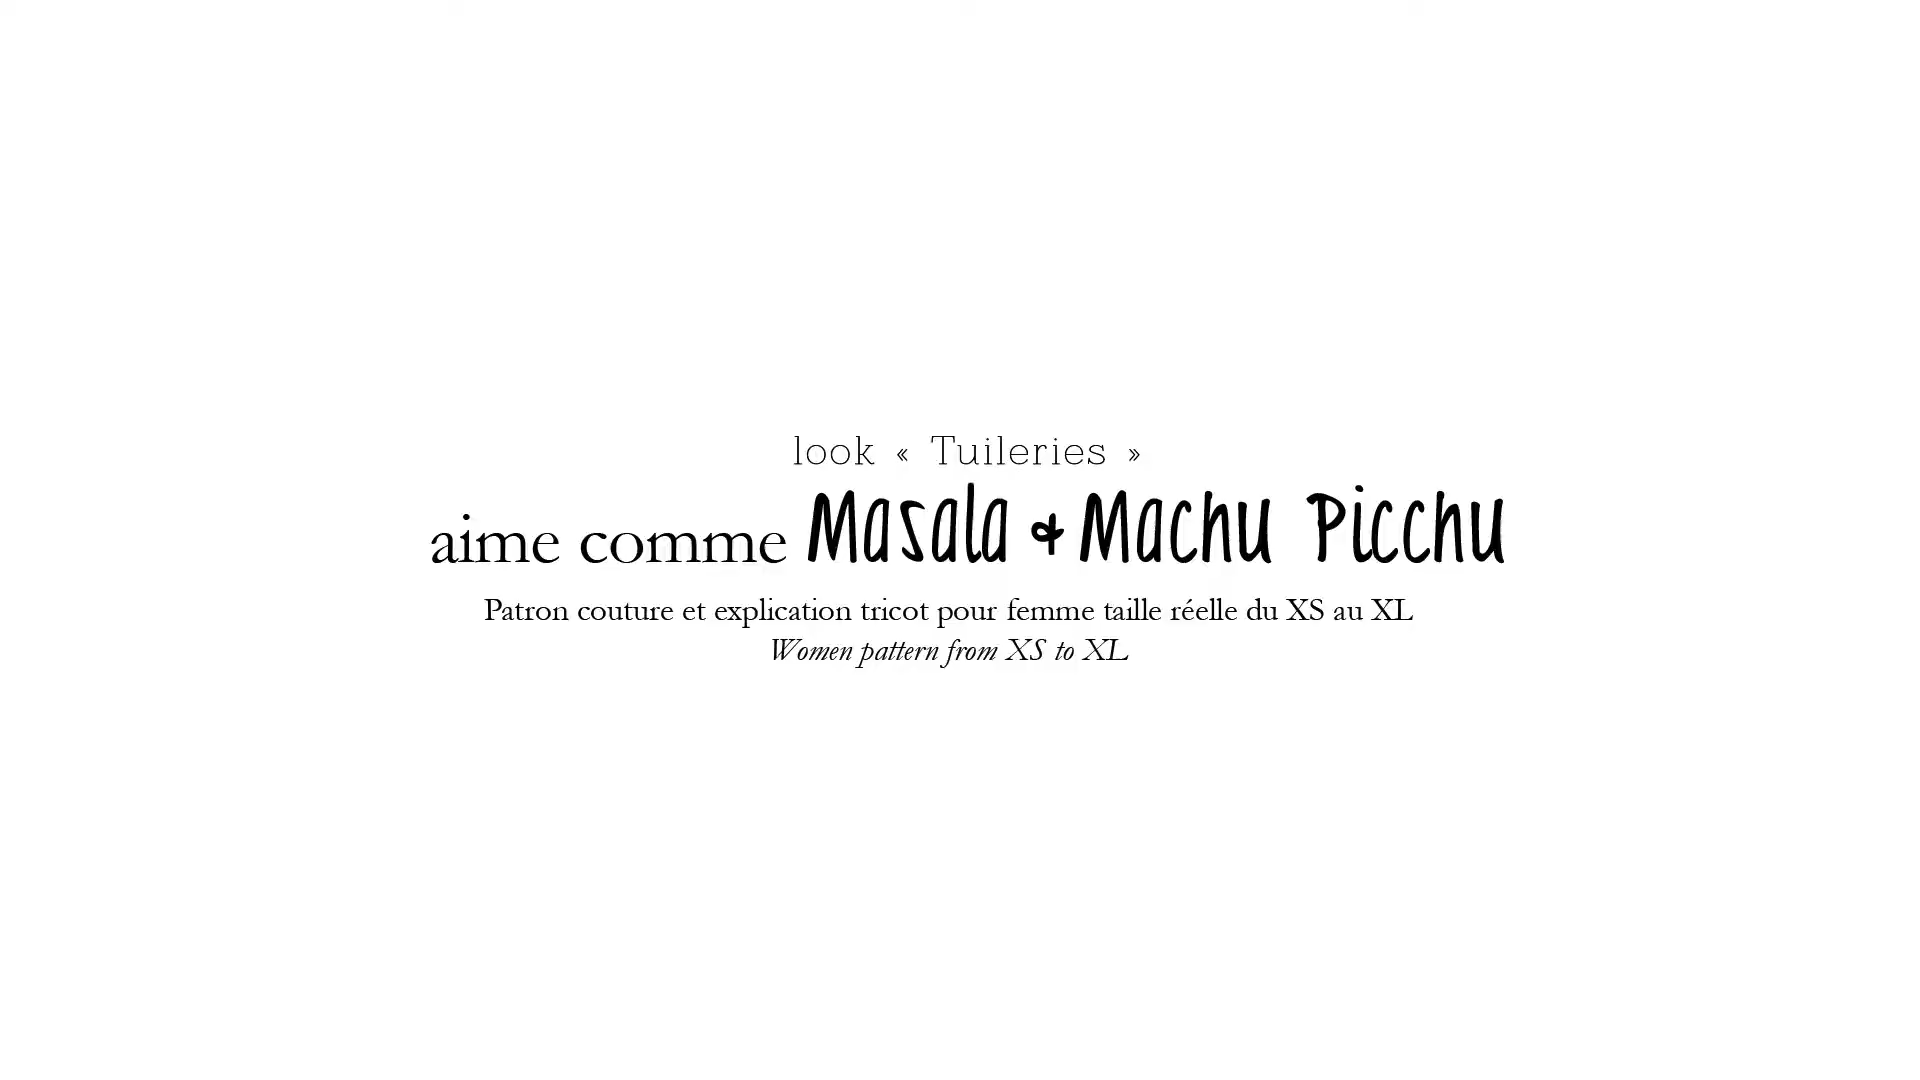 look « Tuileries »
aime comme Masala & Machu Picchu
Patron couture et explication tricot pour femme taille réelle du XS au XL
Women pattern from XS to XL